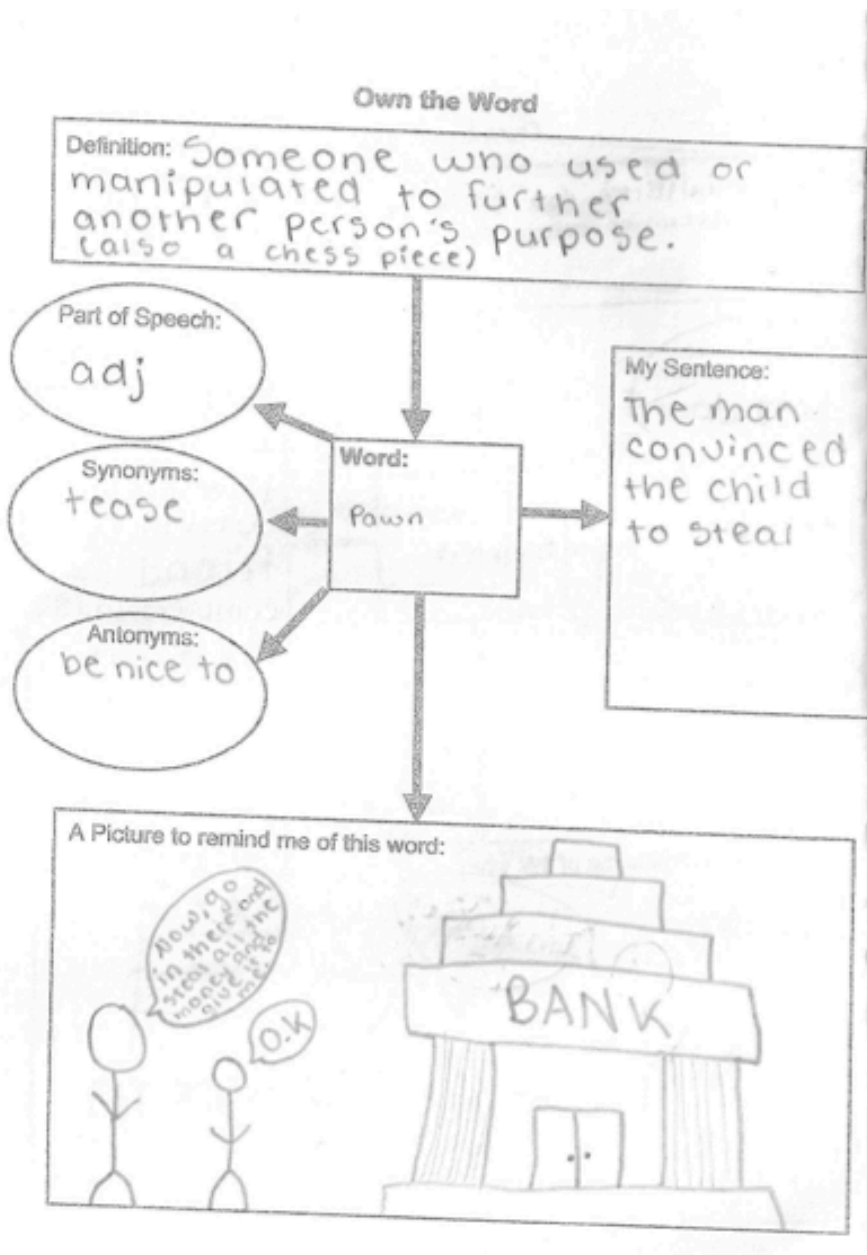 Own the Word
Definition: Someone who used or
manipulated to further
another person's purpose.
(also a chess piece)
Part of Speech:
adj
Synonyms:
tease
Antonyms:
be nice to
Word:
Pawn
My Sentence:
The man
convinced
the child
to steal
A Picture to remind me of this word:
Now, go
in there and
steal all the
money and
give it to
me!
O.K
BANK